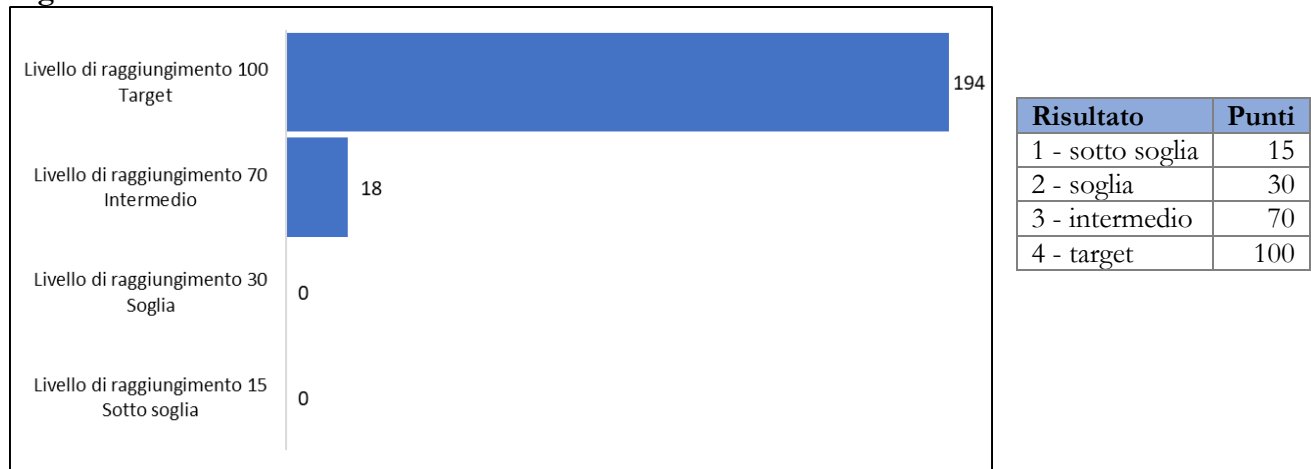 Livello di raggiungimento 100
Target
194
Livello di raggiungimento 70
Intermedio
18
Livello di raggiungimento 30
Soglia
0
Livello di raggiungimento 15
Sotto soglia
0
Risultato Punti
1 - sotto soglia 15
2 - soglia 30
3 - intermedio 70
4 - target 100